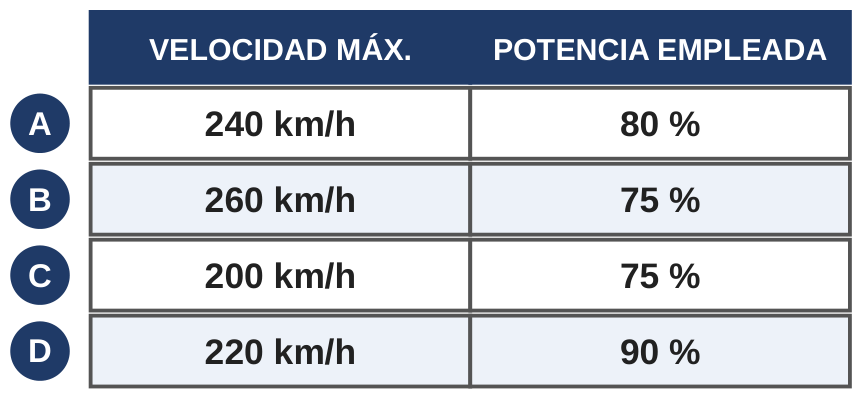 VELOCIDAD MÁX. POTENCIA EMPLEADA
A 240 km/h 80 %
B 260 km/h 75 %
C 200 km/h 75 %
D 220 km/h 90 %